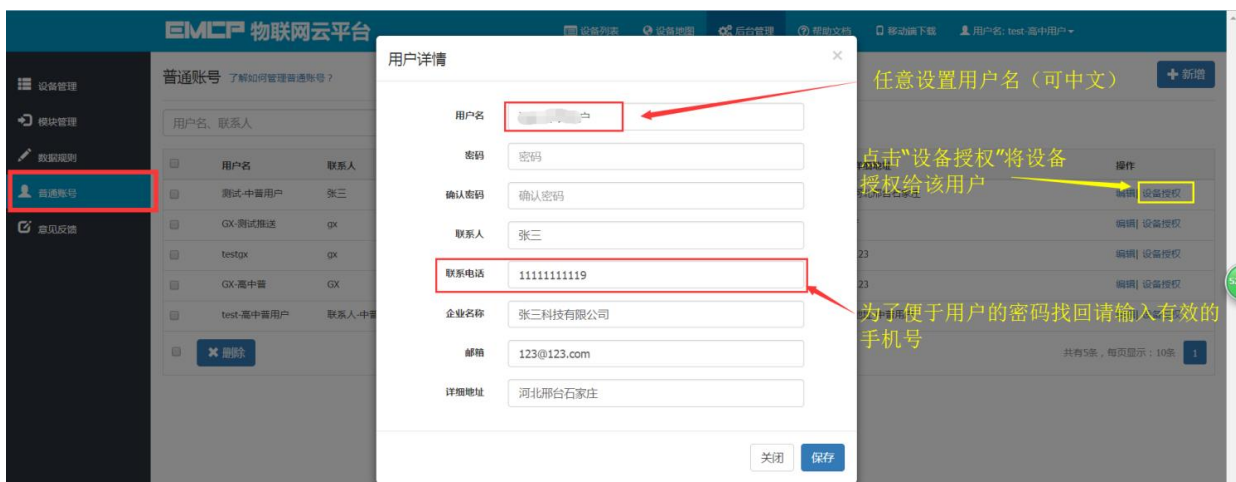 EMCP 物联网云平台
设备列表 设备地图 后台管理 帮助文档 移动端下载 用户名: test-高中用户
设备管理
模块管理
数据规则
普通账号
意见反馈
普通账号 了解如何管理普通账号？
新增
用户名、联系人
用户名 联系人 操作
测试-中普用户 张三 编辑| 设备授权
GX-测试推送 gx 编辑| 设备授权
testgx gx 23 编辑| 设备授权
GX-高中普 GX 23 编辑| 设备授权
test-高中普用户 联系人-中普
删除
共有5条，每页显示：10条 1
用户详情
×
用户名 户
密码 密码
确认密码 确认密码
联系人 张三
联系电话 11111111119
企业名称 张三科技有限公司
邮箱 123@123.com
详细地址 河北邢台石家庄
关闭 保存
任意设置用户名（可中文）
点击“设备授权”将设备
授权给该用户
为了便于用户的密码找回请输入有效的
手机号